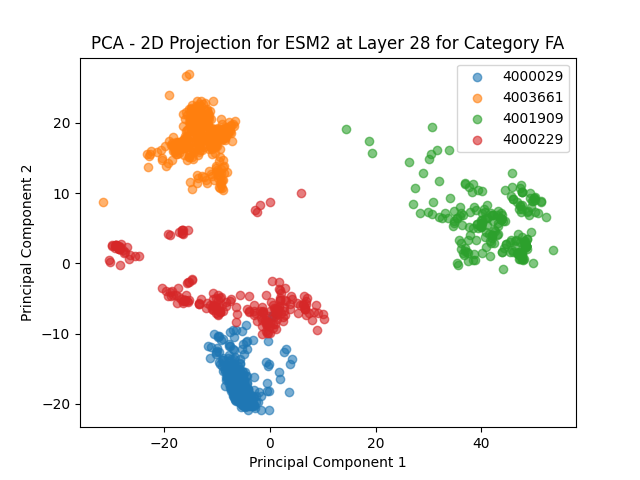 PCA - 2D Projection for ESM2 at Layer 28 for Category FA
4000029
4003661
4001909
4000229
20
10
0
−10
−20
Principal Component 2
−20 0 20 40
Principal Component 1